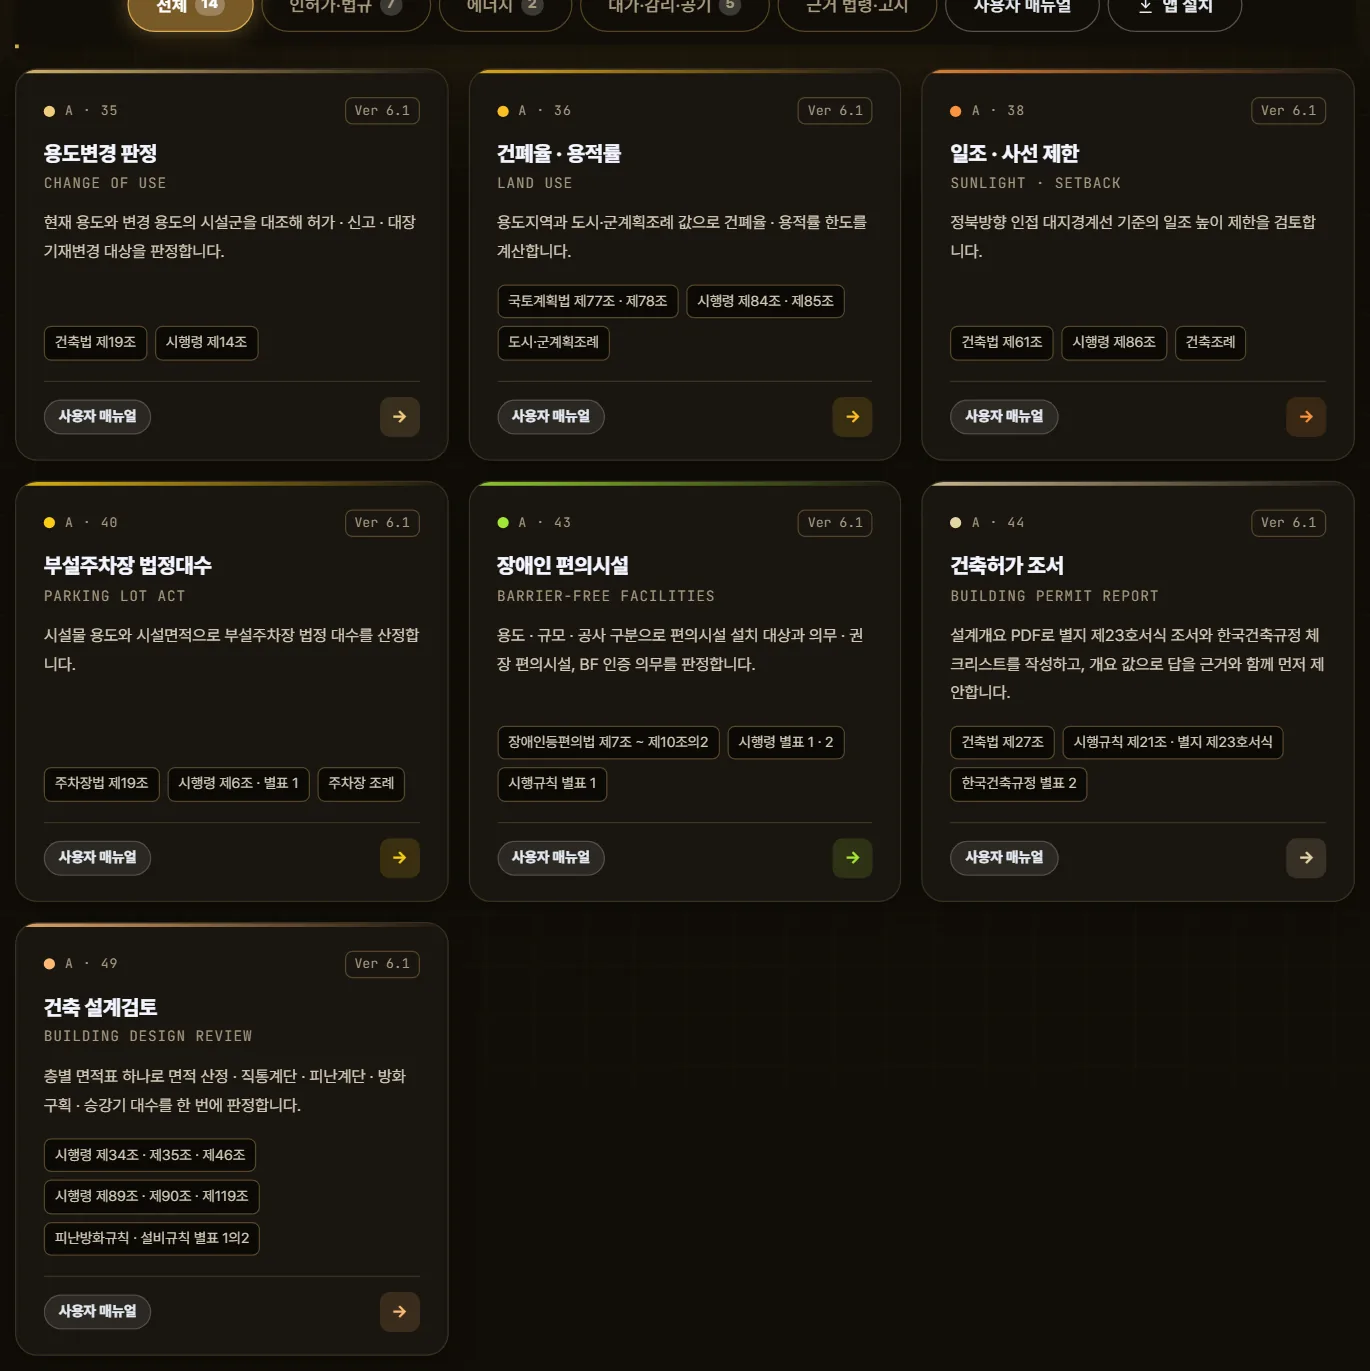 전체 14
인허가·법규 7
에너지 2
대가·감리·공기 5
근거 법령·고시
사용자 매뉴얼
앱 설치
A · 35
Ver 6.1
용도변경 판정
CHANGE OF USE
현재 용도와 변경 용도의 시설군을 대조해 허가 · 신고 · 대장
기재변경 대상을 판정합니다.
건축법 제19조
시행령 제14조
사용자 매뉴얼
A · 36
Ver 6.1
건폐율 · 용적률
LAND USE
용도지역과 도시·군계획조례 값으로 건폐율 · 용적률 한도를
계산합니다.
국토계획법 제77조 · 제78조
시행령 제84조 · 제85조
도시·군계획조례
사용자 매뉴얼
A · 38
Ver 6.1
일조 · 사선 제한
SUNLIGHT · SETBACK
정북방향 인접 대지경계선 기준의 일조 높이 제한을 검토합
니다.
건축법 제61조
시행령 제86조
건축조례
사용자 매뉴얼
A · 40
Ver 6.1
부설주차장 법정대수
PARKING LOT ACT
시설물 용도와 시설면적으로 부설주차장 법정 대수를 산정합
니다.
주차장법 제19조
시행령 제6조 · 별표 1
주차장 조례
사용자 매뉴얼
A · 43
Ver 6.1
장애인 편의시설
BARRIER-FREE FACILITIES
용도 · 규모 · 공사 구분으로 편의시설 설치 대상과 의무 · 권
장 편의시설, BF 인증 의무를 판정합니다.
장애인등편의법 제7조 ~ 제10조의2
시행령 별표 1 · 2
시행규칙 별표 1
사용자 매뉴얼
A · 44
Ver 6.1
건축허가 조서
BUILDING PERMIT REPORT
설계개요 PDF로 별지 제23호서식 조서와 한국건축규정 체
크리스트를 작성하고, 개요 값으로 답을 근거와 함께 먼저 제
안합니다.
건축법 제27조
시행규칙 제21조 · 별지 제23호서식
한국건축규정 별표 2
사용자 매뉴얼
A · 49
Ver 6.1
건축 설계검토
BUILDING DESIGN REVIEW
층별 면적표 하나로 면적 산정 · 직통계단 · 피난계단 · 방화
구획 · 승강기 대수를 한 번에 판정합니다.
시행령 제34조 · 제35조 · 제46조
시행령 제89조 · 제90조 · 제119조
피난방화규칙 · 설비규칙 별표 1의2
사용자 매뉴얼